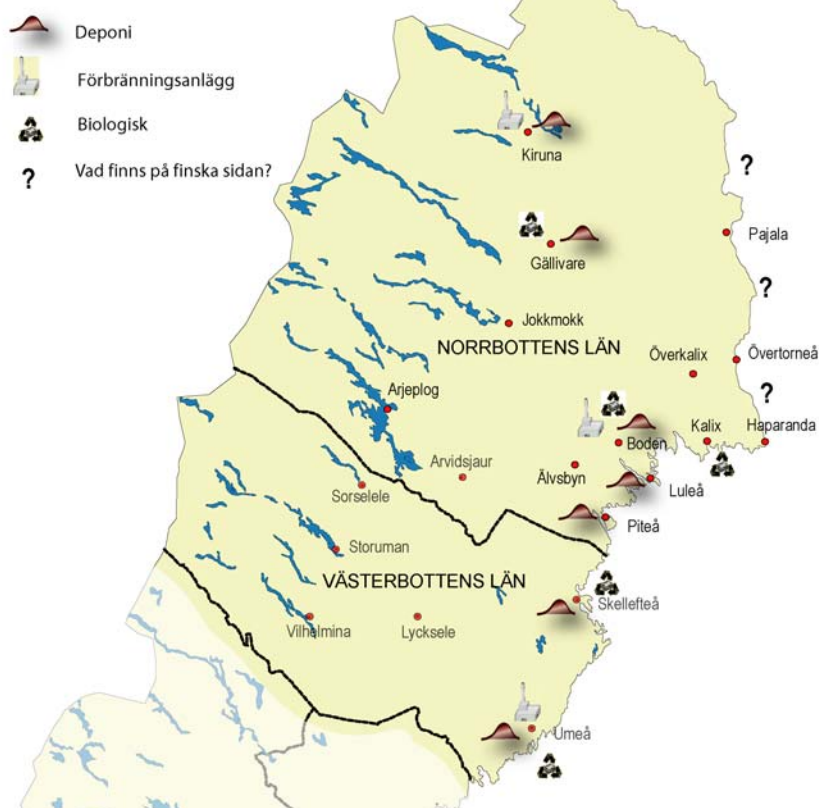 Deponi
Förbränningsanlägg
Biologisk
? Vad finns på finska sidan?
Kiruna
?
Pajala
Gällivare
?
Jokkmokk
NORRBOTTENS LÄN
Överkalix
Övertorneå
Arjeplog
?
Kalix
Haparanda
Boden
Arvidsjaur
Älvsbyn
Sorselele
Luleå
Piteå
Storuman
VÄSTERBOTTENS LÄN
Skellefteå
Vilhelmina
Lycksele
Umeå